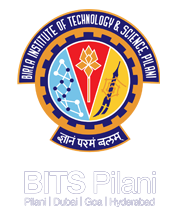 BIRLA INSTITUTE OF TECHNOLOGY & SCIENCE, PILANI
ज्ञानं परमं बलम्
BITS Pilani
Pilani | Dubai | Goa | Hyderabad